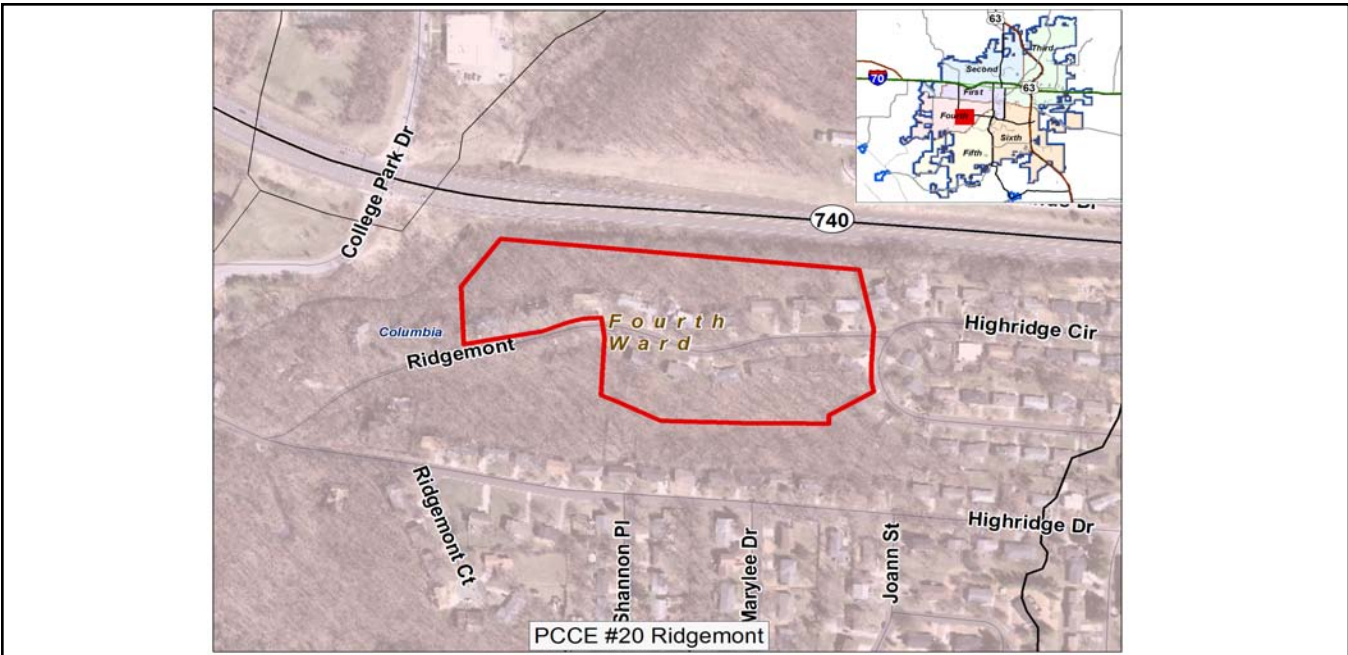 63
Third
Second
70
63
First
Fourth
Sixth
Fifth
College Park Dr
740
Columbia
Fourth
Ward
Highridge Cir
Ridgemont
Ridgemont Ct
Shannon Pl
Marylee Dr
Joann St
Highridge Dr
PCCE #20 Ridgemont